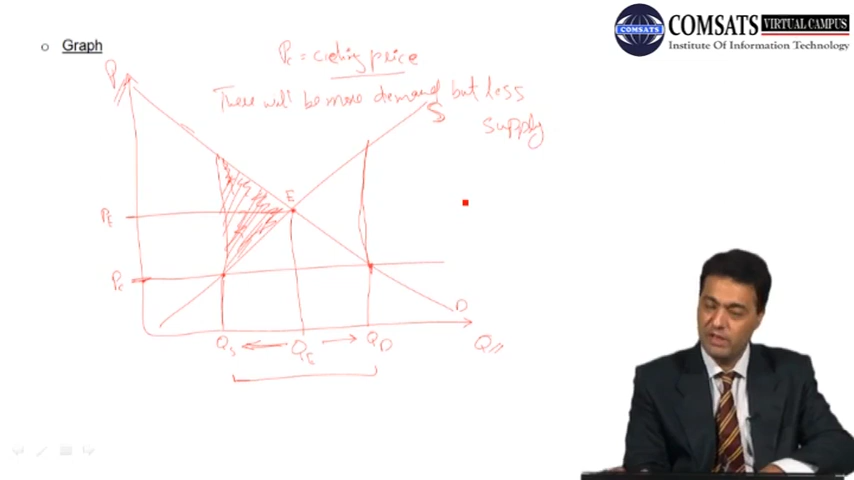 COMSATS VIRTUAL CAMPUS
Institute Of Information Technology
COMSATS
o Graph
Pc = ceiling price
There will be more demand but less
supply
P
S
E
PE
Pc
D
Qs QE QD
Q